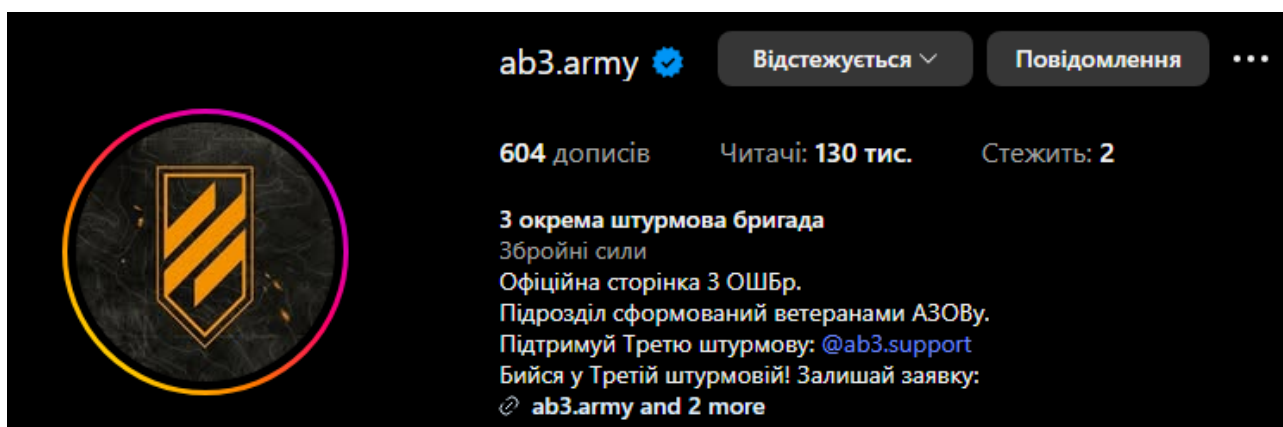 ab3.army
Відстежується
Повідомлення
604 дописів
Читачі: 130 тис.
Стежить: 2
3 окрема штурмова бригада
Збройні сили
Офіційна сторінка 3 ОШБр.
Підрозділ сформований ветеранами АЗОВу.
Підтримуй Третю штурмову: @ab3.support
Бийся у Третій штурмовій! Залишай заявку:
ab3.army and 2 more